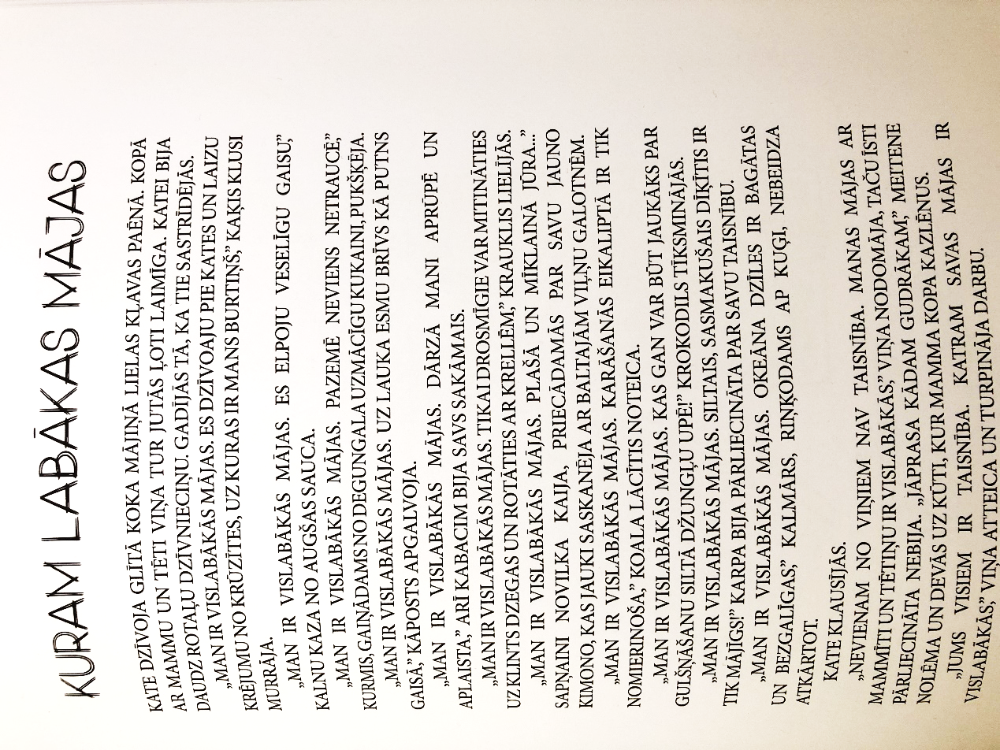 KURAM LABĀKAS MĀJAS
KATE DZĪVOJA GLĪTĀ KOKA MĀJIŅĀ LIELAS KĻAVAS PAĒNĀ. KOPĀ
AR MAMMU UN TĒTI VIŅA TUR JUTĀS ĻOTI LAIMĪGA. KATEI BIJA
DAUDZ ROTAĻU DZĪVNIECIŅU. GADĪJĀS TĀ, KA TIE SASTRĪDĒJĀS.
„MAN IR VISLABĀKĀS MĀJAS. ES DZĪVOAJU PIE KATES UN LAIZU
KRĒJUMU NO KRŪZĪTES, UZ KURAS IR MANS BURTIŅŠ,” KAĶIS KLUSI
MURRĀJA.
„MAN IR VISLABĀKĀS MĀJAS. ES ELPOJU VESELĪGU GAISU,”
KALNU KAZA NO AUGŠAS SAUCA.
„MAN IR VISLABĀKĀS MĀJAS. PAZEMĒ NEVIENS NETRAUCĒ,”
KURMIS, GAIŅĀDAMS NO DEGUNGALA UZMĀCĪGU KUKAINI, PUKŠĶĒJA.
„MAN IR VISLABĀKĀS MĀJAS. UZ LAUKA ESMU BRĪVS KĀ PUTNS
GAISĀ,” KĀPOSTS APGALVOJA.
„MAN IR VISLABĀKĀS MĀJAS. DĀRZĀ MANI APRŪPĒ UN
APLAISTA,” ARĪ KABACIM BIJA SAVS SAKĀMAIS.
„MAN IR VISLABĀKĀS MĀJAS. TIKAI DROSMĪGIE VAR MITINĀTIES
UZ KLINTS DZEGAS UN ROTĀTIES AR KRELLĒM,” KRAUKLIS LIELĪJĀS.
„MAN IR VISLABĀKĀS MĀJAS. PLAŠĀ UN MĪKLAINĀ JŪRA...”
SAPŅAINI NOVILKA KAIJA, PRIECĀDAMĀS PAR SAVU JAUNO
KIMONO, KAS JAUKI SASKANĒJA AR BALTAJĀM VIĻŅU GALOTNĒM.
„MAN IR VISLABĀKĀS MĀJAS. KARĀŠANĀS EIKALIPTĀ IR TIK
NOMIERINOŠA,” KOALA LĀCĪTIS NOTEICA.
„MAN IR VISLABĀKĀS MĀJAS. KAS GAN VAR BŪT JAUKĀKS PAR
GULŠŅĀŠANU SILTĀ DŽUNGĻU UPĒ!” KROKODILS TĪKSMINĀJĀS.
„MAN IR VISLABĀKĀS MĀJAS. SILTAIS, SASMAKUŠAIS DĪĶĪTIS IR
TIK MĀJĪGS!” KARPA BIJA PĀRLIECINĀTA PAR SAVU TAISNĪBU.
„MAN IR VISLABĀKĀS MĀJAS. OKEĀNA DZĪLES IR BAGĀTAS
UN BEZGALĪGAS,” KALMĀRS, RIŅĶODAMS AP KUĢI, NEBEIDZA
ATKĀRTOT.
KATE KLAUSĪJĀS.
„NEVIENAM NO VIŅIEM NAV TAISNĪBA. MANAS MĀJAS AR
MAMMĪTI UN TĒTIŅU IR VISLABĀKĀS,” VIŅA NODOMĀJA, TAČU ĪSTI
PĀRLIECINĀTA NEBIJA. „JĀPRASA KĀDAM GUDRĀKAM,” MEITENE
NOLĒMA UN DEVĀS UZ KŪTI, KUR MAMMA KOPA KAZLĒNUS.
„JUMS VISIEM IR TAISNĪBA. KATRAM SAVAS MĀJAS IR
VISLABĀKĀS,” VIŅA ATTEICA UN TURPINĀJA DARBU.